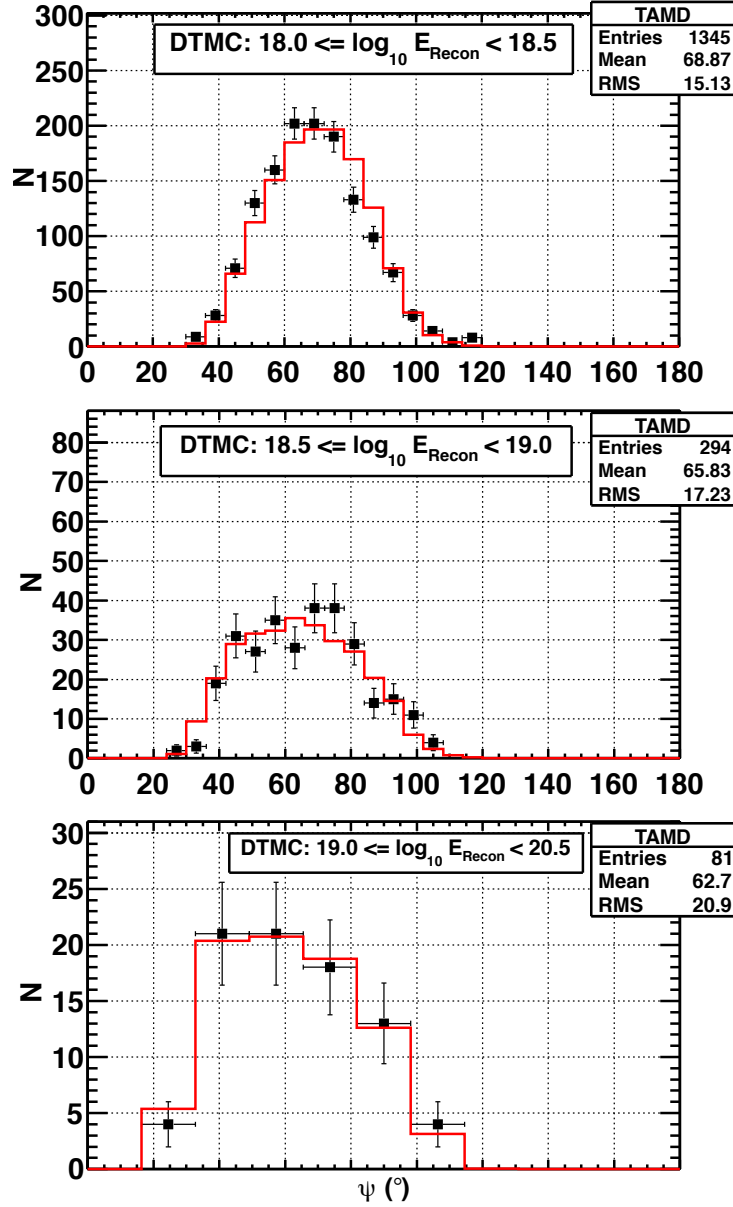 DTMC: 18.0 <= log₁₀ E_Recon < 18.5
TAMD
Entries 1345
Mean 68.87
RMS 15.13
N
300
250
200
150
100
50
0
0 20 40 60 80 100 120 140 160 180
DTMC: 18.5 <= log₁₀ E_Recon < 19.0
TAMD
Entries 294
Mean 65.83
RMS 17.23
N
80
70
60
50
40
30
20
10
0
0 20 40 60 80 100 120 140 160 180
DTMC: 19.0 <= log₁₀ E_Recon < 20.5
TAMD
Entries 81
Mean 62.7
RMS 20.9
N
30
25
20
15
10
5
0
ψ (°)